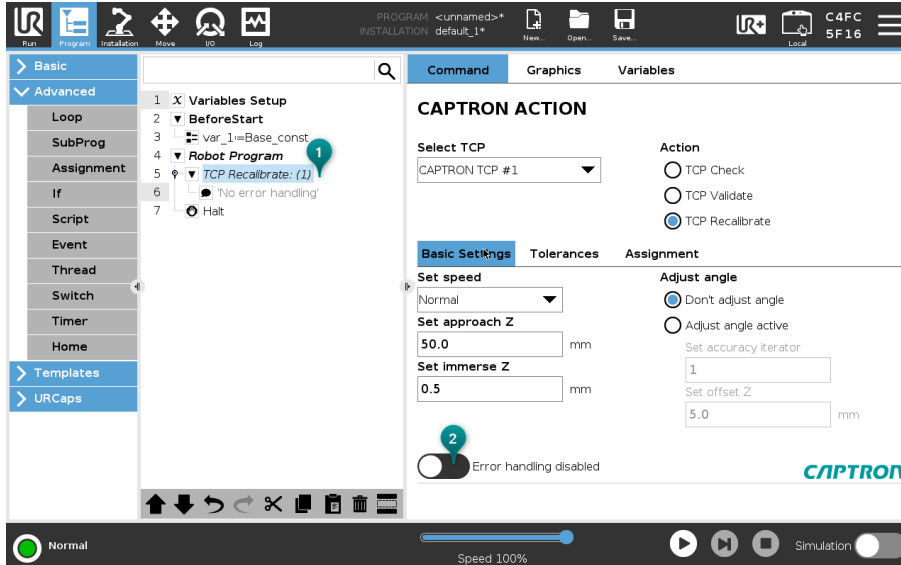 PROGRAM <unnamed>*
INSTALLATION default_1*
C4FC
5F16
Run
Program
Installation
Move
I/O
Log
New...
Open...
Save...
UR+
Local
Basic
Advanced
Loop
SubProg
Assignment
If
Script
Event
Thread
Switch
Timer
Home
Templates
URCaps
1 X Variables Setup
2 BeforeStart
3 var_1:=Base_const
4 Robot Program
1
5 TCP Recalibrate: (1)
6 'No error handling'
7 Halt
Command
Graphics
Variables
CAPTRON ACTION
Select TCP
CAPTRON TCP #1
Action
TCP Check
TCP Validate
TCP Recalibrate
Basic Settings
Tolerances
Assignment
Set speed
Normal
Set approach Z
50.0 mm
Set immerse Z
0.5 mm
Adjust angle
Don't adjust angle
Adjust angle active
Set accuracy iterator
1
Set offset Z
5.0 mm
2
Error handling disabled
CAPTRON
Normal
Speed 100%
Simulation